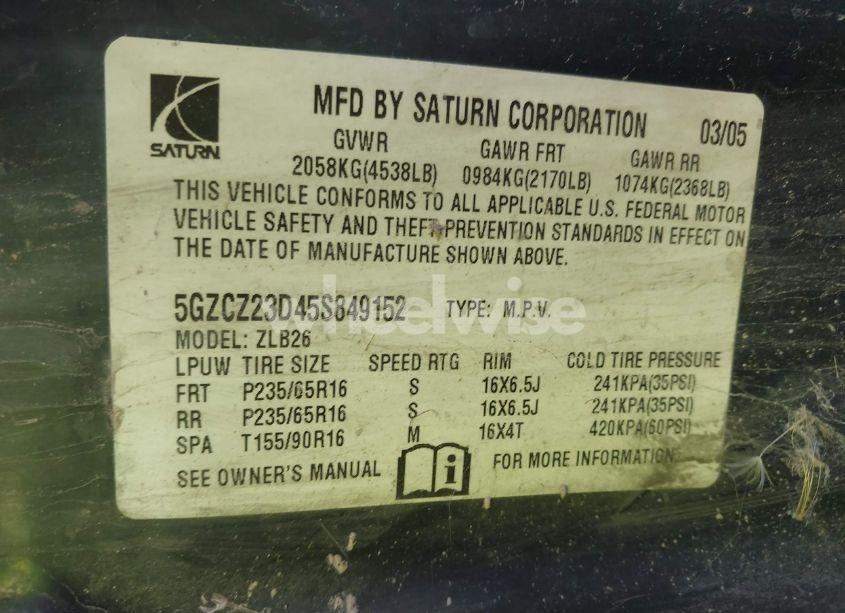 SATURN
MFD BY SATURN CORPORATION 03/05
GVWR GAWR FRT GAWR RR
2058KG(4538LB) 0984KG(2170LB) 1074KG(2368LB)
THIS VEHICLE CONFORMS TO ALL APPLICABLE U.S. FEDERAL MOTOR
VEHICLE SAFETY AND THEFT PREVENTION STANDARDS IN EFFECT ON
THE DATE OF MANUFACTURE SHOWN ABOVE.
5GZCZ23D45S849152 TYPE: M.P.V.
wheelwise
MODEL: ZLB26
LPUW TIRE SIZE SPEED RTG RIM COLD TIRE PRESSURE
FRT P235/65R16 S 16X6.5J 241KPA(35PSI)
RR P235/65R16 S 16X6.5J 241KPA(35PSI)
SPA T155/90R16 M 16X4T 420KPA(60PSI)
SEE OWNER'S MANUAL i FOR MORE INFORMATION